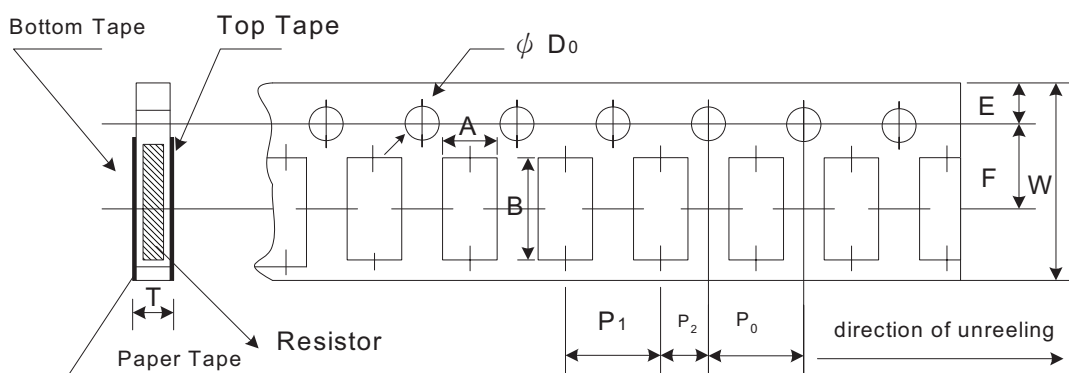 Bottom Tape
Top Tape
ψ D0
E
A
F
W
B
T
P1
P2
P0
direction of unreeling
Resistor
Paper Tape